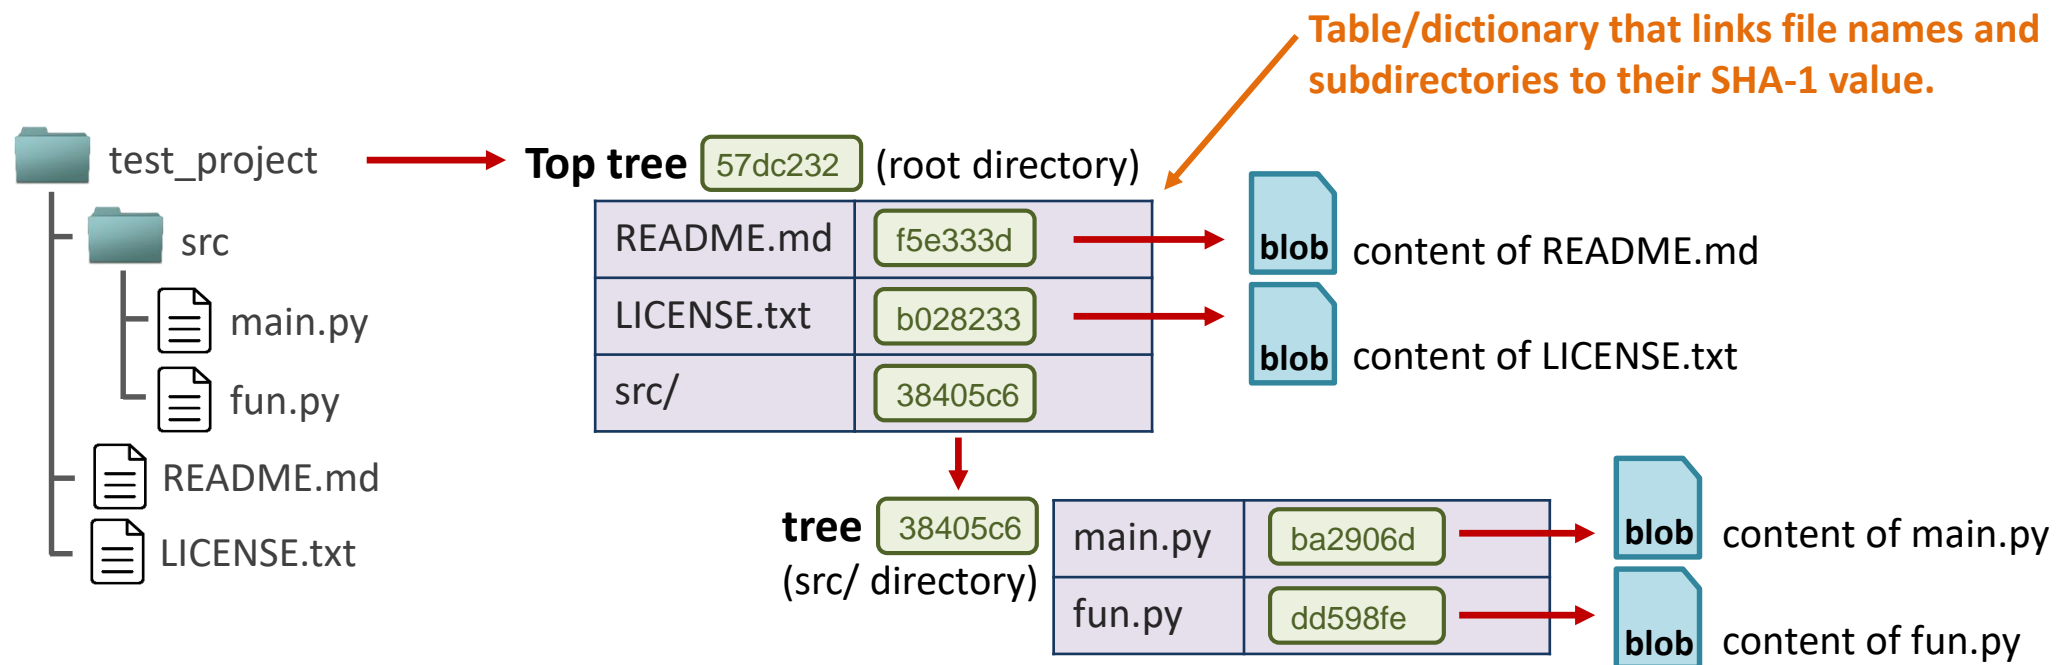 Table/dictionary that links file names and
subdirectories to their SHA-1 value.
test_project
src
main.py
fun.py
README.md
LICENSE.txt
Top tree 57dc232 (root directory)
README.md f5e333d
blob content of README.md
LICENSE.txt b028233
blob content of LICENSE.txt
src/ 38405c6
tree 38405c6
(src/ directory)
main.py ba2906d
blob content of main.py
fun.py dd598fe
blob content of fun.py